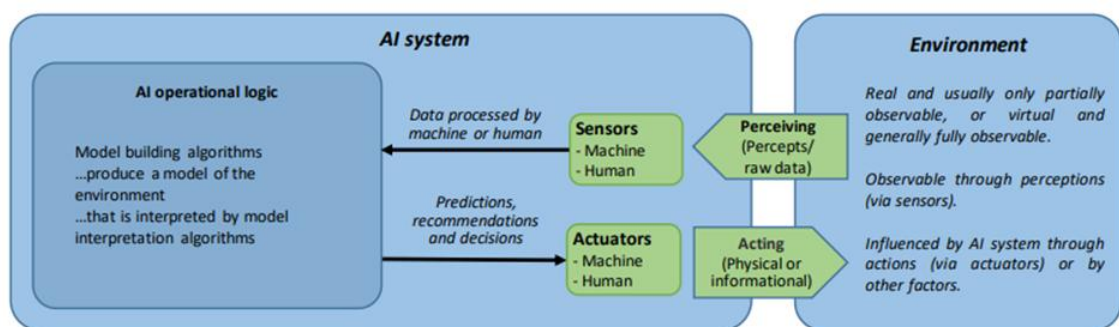 AI system
AI operational logic
Model building algorithms
...produce a model of the
environment
...that is interpreted by model
interpretation algorithms
Data processed by
machine or human
Predictions,
recommendations
and decisions
Sensors
- Machine
- Human
Actuators
- Machine
- Human
Perceiving
(Percepts/
raw data)
Acting
(Physical or
informational)
Environment
Real and usually only partially
observable, or virtual and
generally fully observable.
Observable through perceptions
(via sensors).
Influenced by AI system through
actions (via actuators) or by
other factors.